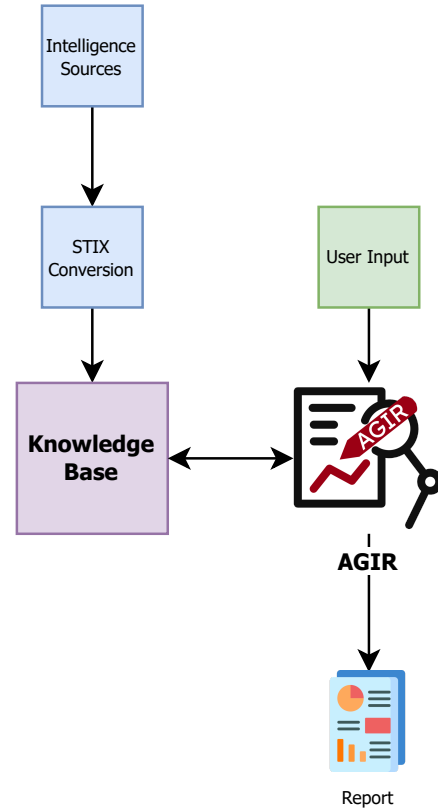 Intelligence
Sources
STIX
Conversion
User Input
Knowledge
Base
AGIR
AGIR
Report